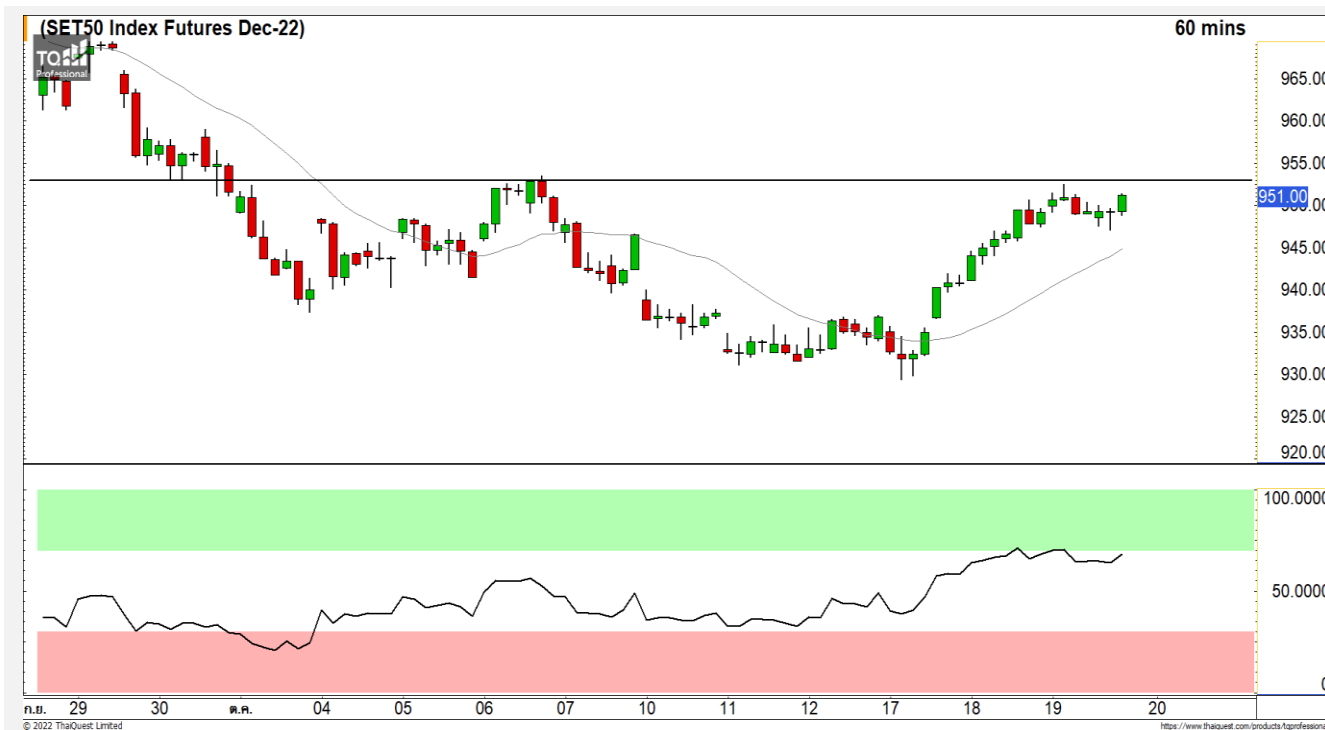 (SET50 Index Futures Dec-22)
60 mins
TQ
Professional
965.00
960.00
955.00
951.00
945.00
940.00
935.00
930.00
925.00
920.00
100.0000
50.0000
0
ก.ย. 29 30 ต.ค. 04 05 06 07 10 11 12 17 18 19 20
© 2022 ThaiQuest Limited
https://www.thaiquest.com/products/tqprofessional